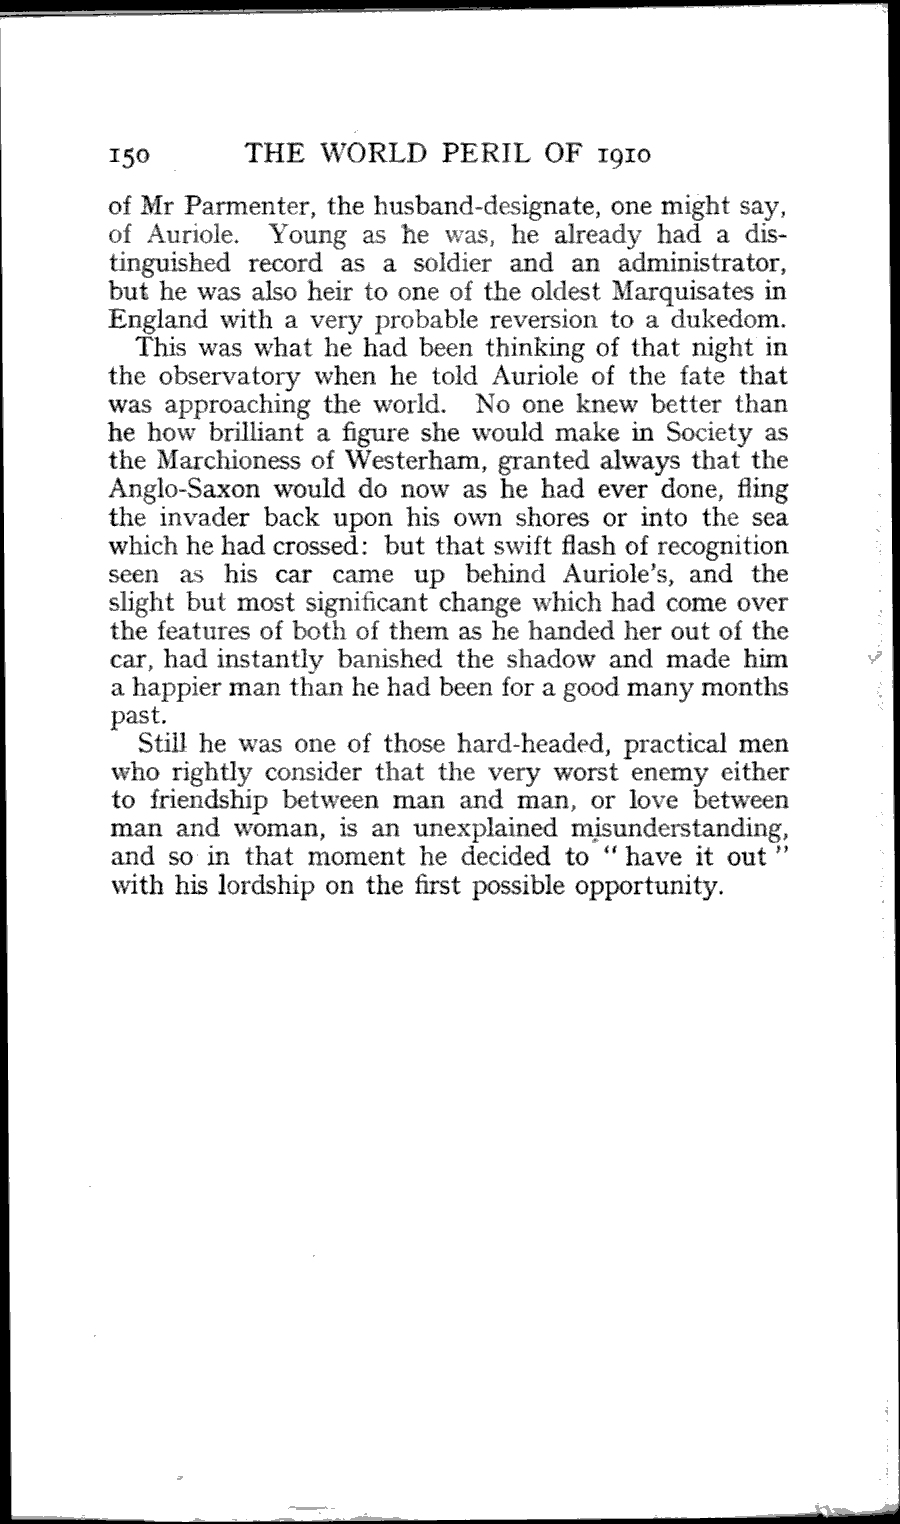 150 THE WORLD PERIL OF 1910
of Mr Parmenter, the husband-designate, one might say,
of Auriole. Young as he was, he already had a dis-
tinguished record as a soldier and an administrator,
but he was also heir to one of the oldest Marquisates in
England with a very probable reversion to a dukedom.
This was what he had been thinking of that night in
the observatory when he told Auriole of the fate that
was approaching the world. No one knew better than
he how brilliant a figure she would make in Society as
the Marchioness of Westerham, granted always that the
Anglo-Saxon would do now as he had ever done, fling
the invader back upon his own shores or into the sea
which he had crossed: but that swift flash of recognition
seen as his car came up behind Auriole's, and the
slight but most significant change which had come over
the features of both of them as he handed her out of the
car, had instantly banished the shadow and made him
a happier man than he had been for a good many months
past.
Still he was one of those hard-headed, practical men
who rightly consider that the very worst enemy either
to friendship between man and man, or love between
man and woman, is an unexplained misunderstanding,
and so in that moment he decided to " have it out "
with his lordship on the first possible opportunity.